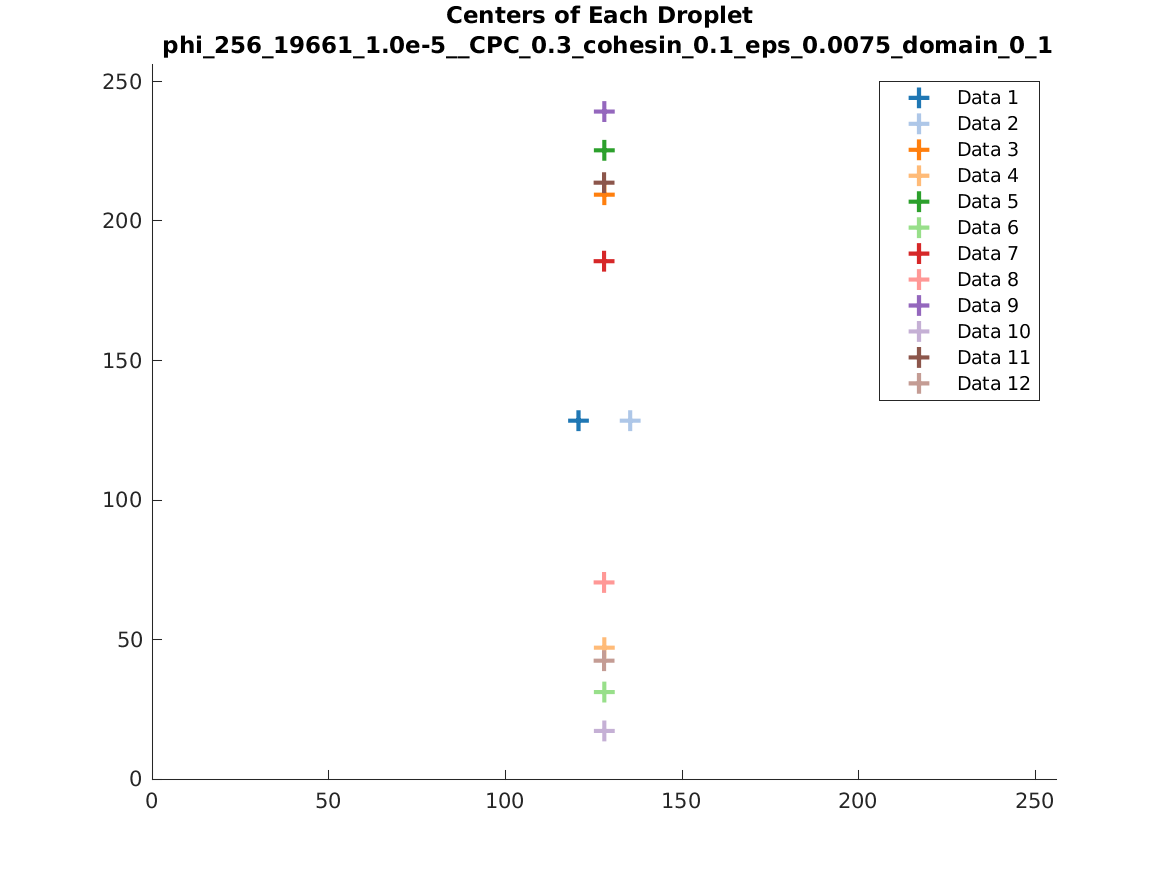 Centers of Each Droplet
phi_256_19661_1.0e-5__CPC_0.3_cohesin_0.1_eps_0.0075_domain_0_1
250
200
150
100
50
0
0 50 100 150 200 250
Data 1
Data 2
Data 3
Data 4
Data 5
Data 6
Data 7
Data 8
Data 9
Data 10
Data 11
Data 12